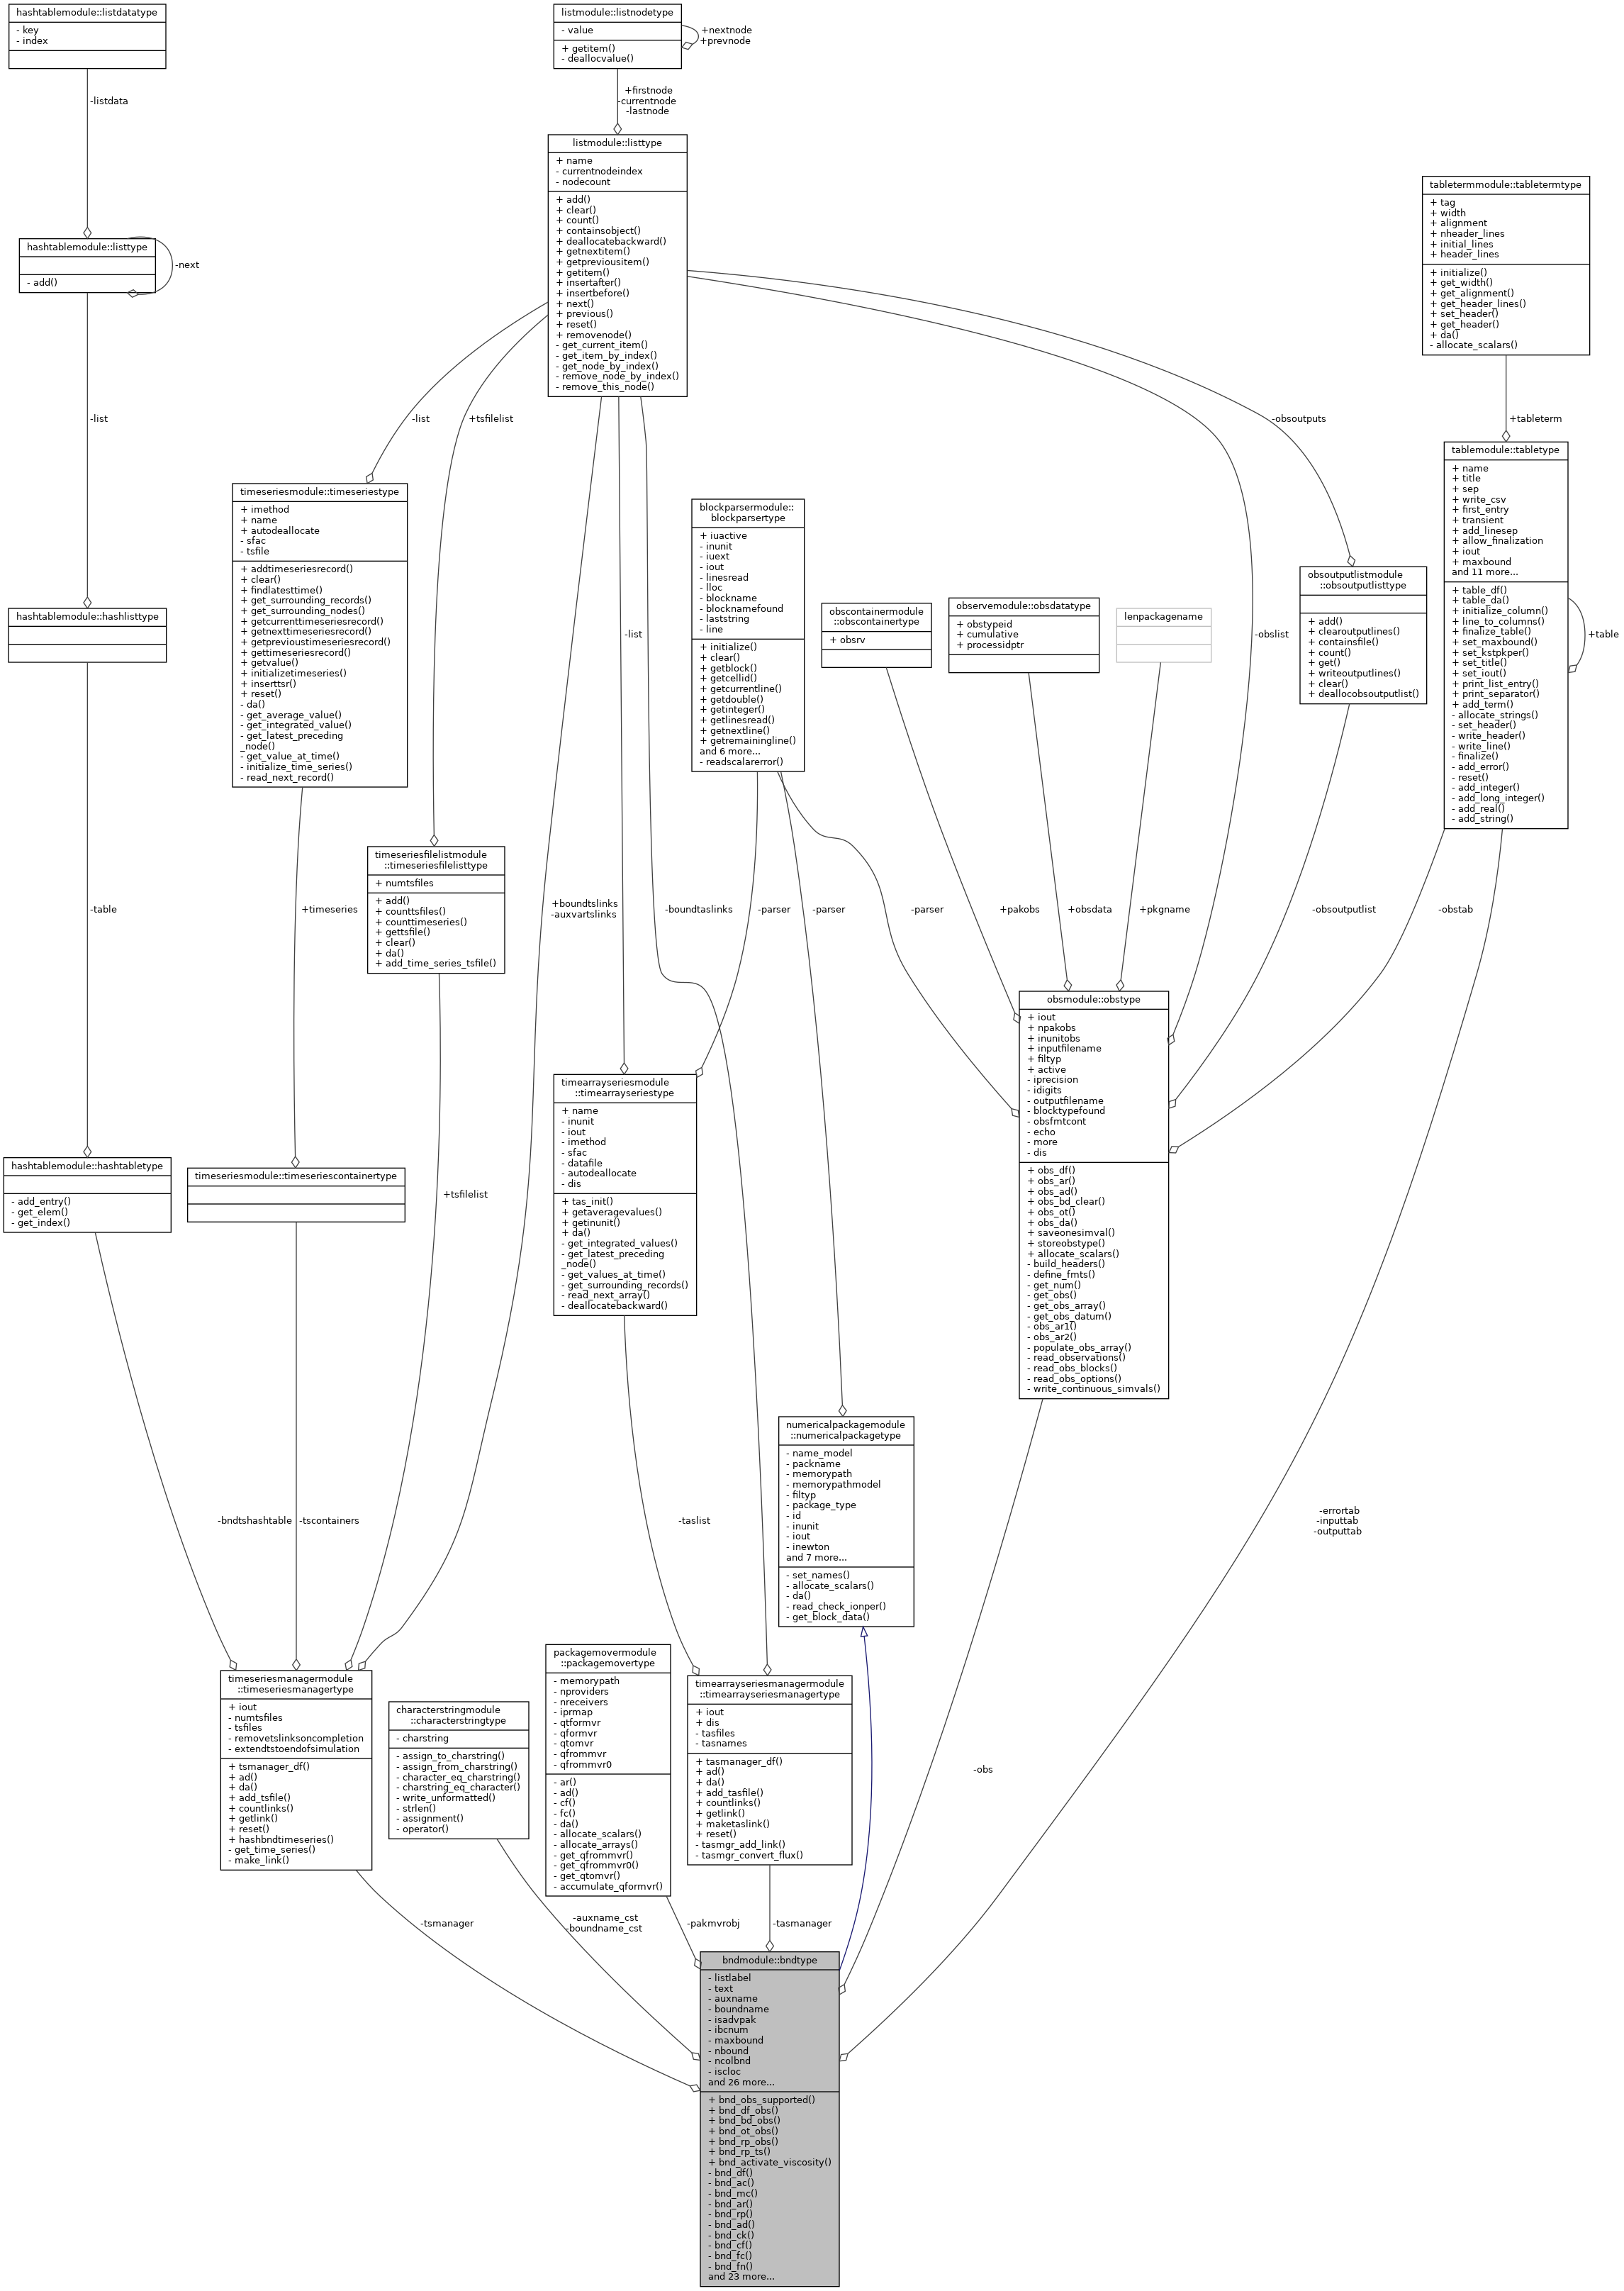 hashtablemodule::listdatatype
- key
- index
listmodule::listnodetype
- value
+ getitem()
- deallocvalue()
+nextnode
+prevnode
-listdata
+firstnode
-currentnode
-lastnode
listmodule::listtype
+ name
- currentnodeindex
- nodecount
+ add()
+ clear()
+ count()
+ containsobject()
+ deallocatebackward()
+ getnextitem()
+ getpreviousitem()
+ getitem()
+ insertafter()
+ insertbefore()
+ next()
+ previous()
+ reset()
+ removenode()
- get_current_item()
- get_item_by_index()
- get_node_by_index()
- remove_node_by_index()
- remove_this_node()
tabletermmodule::tabletermtype
+ tag
+ width
+ alignment
+ nheader_lines
+ initial_lines
+ header_lines
+ initialize()
+ get_width()
+ get_alignment()
+ get_header_lines()
+ set_header()
+ get_header()
+ da()
- allocate_scalars()
hashtablemodule::listtype
- add()
-next
-list
-list
+tsfilelist
-obsoutputs
+tableterm
tablemodule::tabletype
+ name
+ title
+ sep
+ write_csv
+ first_entry
+ transient
+ add_linesep
+ allow_finalization
+ iout
+ maxbound
and 11 more...
+ table_df()
+ table_da()
+ initialize_column()
+ line_to_columns()
+ finalize_table()
+ set_maxbound()
+ set_kstpkper()
+ set_title()
+ set_iout()
+ print_list_entry()
+ print_separator()
+ add_term()
- allocate_strings()
- set_header()
- write_header()
- write_line()
- finalize()
- add_error()
- reset()
- add_integer()
- add_long_integer()
- add_real()
- add_string()
+table
timeseriesmodule::timeseriestype
+ imethod
+ name
+ autodeallocate
- sfac
- tsfile
+ addtimeseriesrecord()
+ clear()
+ findlatesttime()
+ get_surrounding_records()
+ get_surrounding_nodes()
+ getcurrenttimeseriesrecord()
+ getnexttimeseriesrecord()
+ getprevioustimeseriesrecord()
+ gettimeseriesrecord()
+ getvalue()
+ initializetimeseries()
+ inserttsr()
+ reset()
- da()
- get_average_value()
- get_integrated_value()
- get_latest_preceding
_node()
- get_value_at_time()
- initialize_time_series()
- read_next_record()
blockparsermodule::
blockparsertype
+ iuactive
- inunit
- iuext
- iout
- linesread
- lloc
- blockname
- blocknamefound
- laststring
- line
+ initialize()
+ clear()
+ getblock()
+ getcellid()
+ getcurrentline()
+ getdouble()
+ getinteger()
+ getlinesread()
+ getnextline()
+ getremainingline()
and 6 more...
- readscalarerror()
obsoutputlistmodule
::obsoutputlisttype
+ add()
+ clearoutputlines()
+ containsfile()
+ count()
+ get()
+ writeoutputlines()
+ clear()
+ deallocobsoutputlist()
hashtablemodule::hashlisttype
obscontainermodule
::obscontainertype
+ obsrv
observemodule::obsdatatype
+ obstypeid
+ cumulative
+ processidptr
lenpackagename
-list
-obslist
timeseriesfilelistmodule
::timeseriesfilelisttype
+ numtsfiles
+ add()
+ counttsfiles()
+ counttimeseries()
+ gettsfile()
+ clear()
+ da()
+ add_time_series_tsfile()
-table
+timeseries
+boundtslinks
-auxvartslinks
-boundtaslinks
-parser
-parser
-parser
+pakobs
+obsdata
+pkgname
-obsoutputlist
-obstab
obsmodule::obstype
+ iout
+ npakobs
+ inunitobs
+ inputfilename
+ filtyp
+ active
- iprecision
- idigits
- outputfilename
- blocktypefound
- obsfmtcont
- echo
- more
- dis
+ obs_df()
+ obs_ar()
+ obs_ad()
+ obs_bd_clear()
+ obs_ot()
+ obs_da()
+ saveonesimval()
+ storeobstype()
+ allocate_scalars()
- build_headers()
- define_fmts()
- get_num()
- get_obs()
- get_obs_array()
- get_obs_datum()
- obs_ar1()
- obs_ar2()
- populate_obs_array()
- read_observations()
- read_obs_blocks()
- read_obs_options()
- write_continuous_simvals()
timearrayseriesmodule
::timearrayseriestype
+ name
- inunit
- iout
- imethod
- sfac
- datafile
- autodeallocate
- dis
+ tas_init()
+ getaveragevalues()
+ getinunit()
+ da()
- get_integrated_values()
- get_latest_preceding
_node()
- get_values_at_time()
- get_surrounding_records()
- read_next_array()
- deallocatebackward()
hashtablemodule::hashtabletype
- add_entry()
- get_elem()
- get_index()
timeseriesmodule::timeseriescontainertype
+tsfilelist
numericalpackagemodule
::numericalpackagetype
- name_model
- packname
- memorypath
- memorypathmodel
- filtyp
- package_type
- id
- inunit
- iout
- inewton
and 7 more...
- set_names()
- allocate_scalars()
- da()
- read_check_ionper()
- get_block_data()
-bndtshashtable
-tscontainers
-taslist
-errortab
-inputtab
-outputtab
timeseriesmanagermodule
::timeseriesmanagertype
+ iout
- numtsfiles
- tsfiles
- removetslinksoncompletion
- extendtstoendofsimulation
+ tsmanager_df()
+ ad()
+ da()
+ add_tsfile()
+ countlinks()
+ getlink()
+ reset()
+ hashbndtimeseries()
- get_time_series()
- make_link()
characterstringmodule
::characterstringtype
- charstring
- assign_to_charstring()
- assign_from_charstring()
- character_eq_charstring()
- charstring_eq_character()
- write_unformatted()
- strlen()
- assignment()
- operator()
packagemovermodule
::packagemovertype
- memorypath
- nproviders
- nreceivers
- iprmap
- qtformvr
- qformvr
- qtomvr
- qfrommvr
- qfrommvr0
- ar()
- ad()
- cf()
- fc()
- da()
- allocate_scalars()
- allocate_arrays()
- get_qfrommvr()
- get_qfrommvr0()
- get_qtomvr()
- accumulate_qformvr()
timearrayseriesmanagermodule
::timearrayseriesmanagertype
+ iout
+ dis
- tasfiles
- tasnames
+ tasmanager_df()
+ ad()
+ da()
+ add_tasfile()
+ countlinks()
+ getlink()
+ maketaslink()
+ reset()
- tasmgr_add_link()
- tasmgr_convert_flux()
-obs
-tsmanager
-auxname_cst
-boundname_cst
-pakmvrobj
-tasmanager
bndmodule::bndtype
- listlabel
- text
- auxname
- boundname
- isadvpak
- ibcnum
- maxbound
- nbound
- ncolbnd
- iscloc
and 26 more...
+ bnd_obs_supported()
+ bnd_df_obs()
+ bnd_bd_obs()
+ bnd_ot_obs()
+ bnd_rp_obs()
+ bnd_rp_ts()
+ bnd_activate_viscosity()
- bnd_df()
- bnd_ac()
- bnd_mc()
- bnd_ar()
- bnd_rp()
- bnd_ad()
- bnd_ck()
- bnd_cf()
- bnd_fc()
- bnd_fn()
and 23 more...